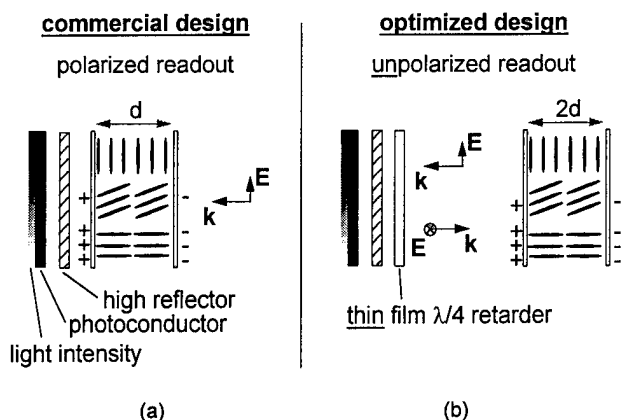 commercial design
polarized readout
d
+
+
+
+
-
-
-
-
E
k
high reflector
photoconductor
light intensity
(a)
optimized design
unpolarized readout
2d
E
k
E
k
+
+
+
+
-
-
-
-
thin film λ/4 retarder
(b)